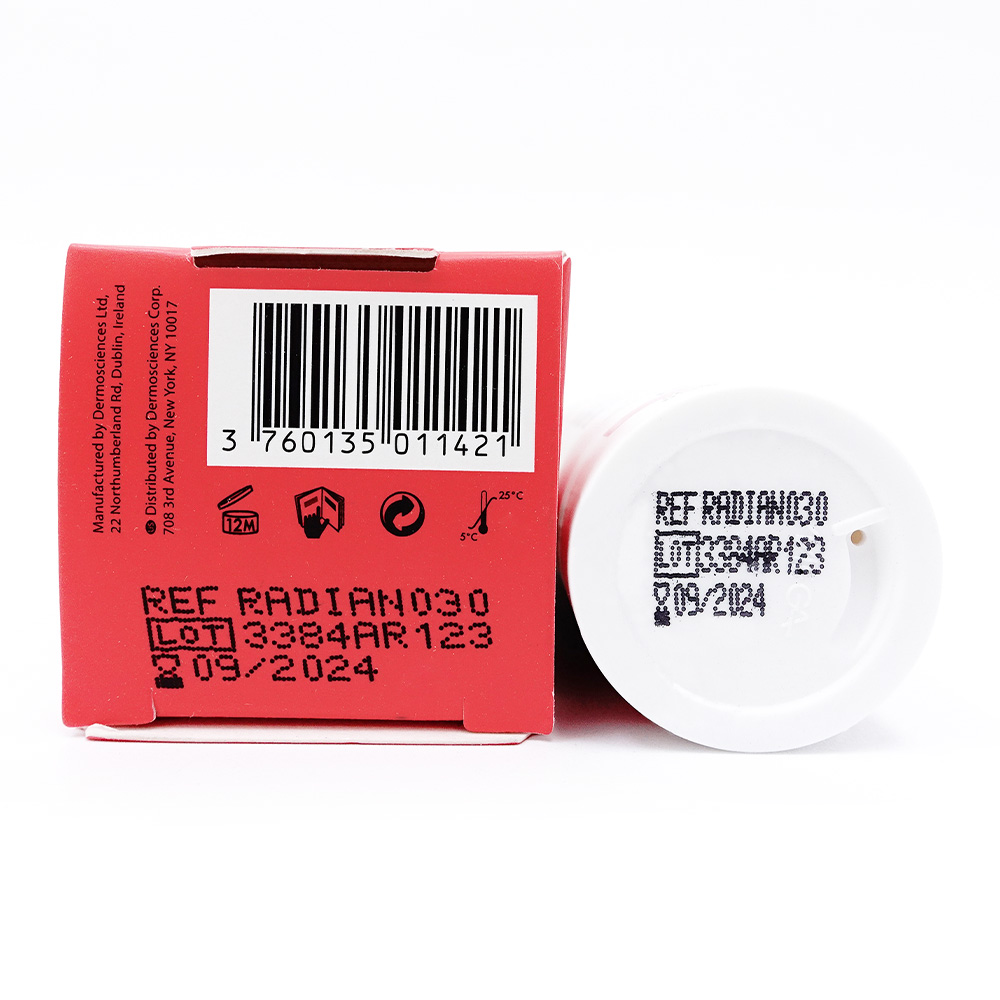 Manufactured by Dermosciences Ltd,
22 Northumberland Rd, Dublin, Ireland
Distributed by Dermosciences Corp.
708 3rd Avenue, New York, NY 10017
3 760135 011421
12M
25°C
5°C
REF RADIAN030
LOT 3384AR123
09/2024
REF RADIAN030
LOT 3384AR123
09/2024